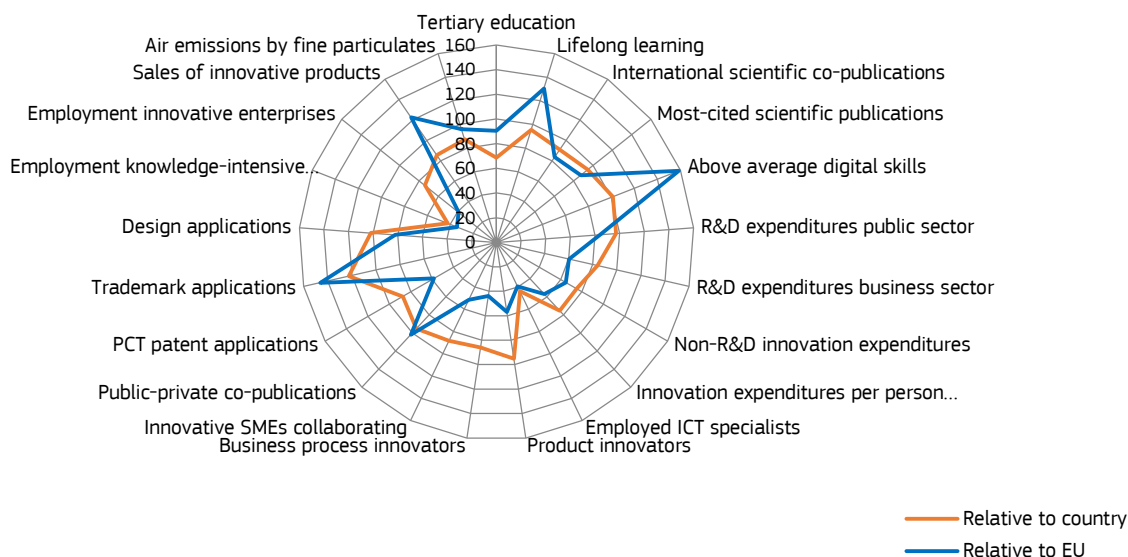 Tertiary education
Air emissions by fine particulates
160
Lifelong learning
Sales of innovative products
140
International scientific co-publications
Employment innovative enterprises
120
Most-cited scientific publications
100
80
Employment knowledge-intensive...
60
Above average digital skills
40
Design applications
20
R&D expenditures public sector
0
Trademark applications
R&D expenditures business sector
PCT patent applications
Non-R&D innovation expenditures
Public-private co-publications
Innovation expenditures per person...
Innovative SMEs collaborating
Employed ICT specialists
Business process innovators
Product innovators
Relative to country
Relative to EU